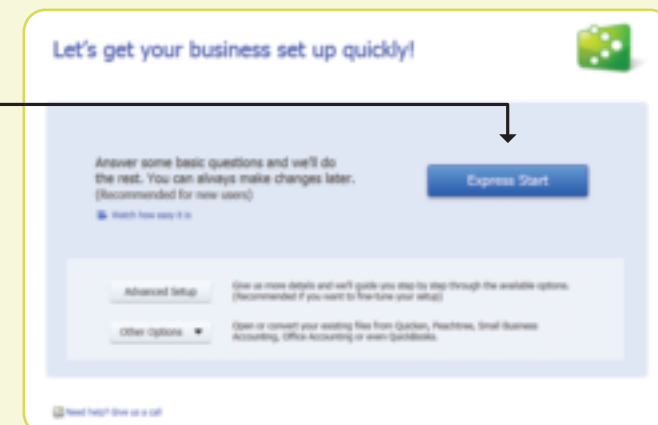 Let's get your business set up quickly!
Answer some basic questions and we'll do
the rest. You can always make changes later.
(Recommended for new users)
Watch how easy it is
Express Start
Advanced Setup
Give us more details and we'll guide you step by step through the available options.
(Recommended if you want to fine-tune your setup)
Other Options
Open or convert your existing files from Quicken, Peachtree, Small Business
Accounting, Office Accounting or even QuickBooks.
Need help? Give us a call